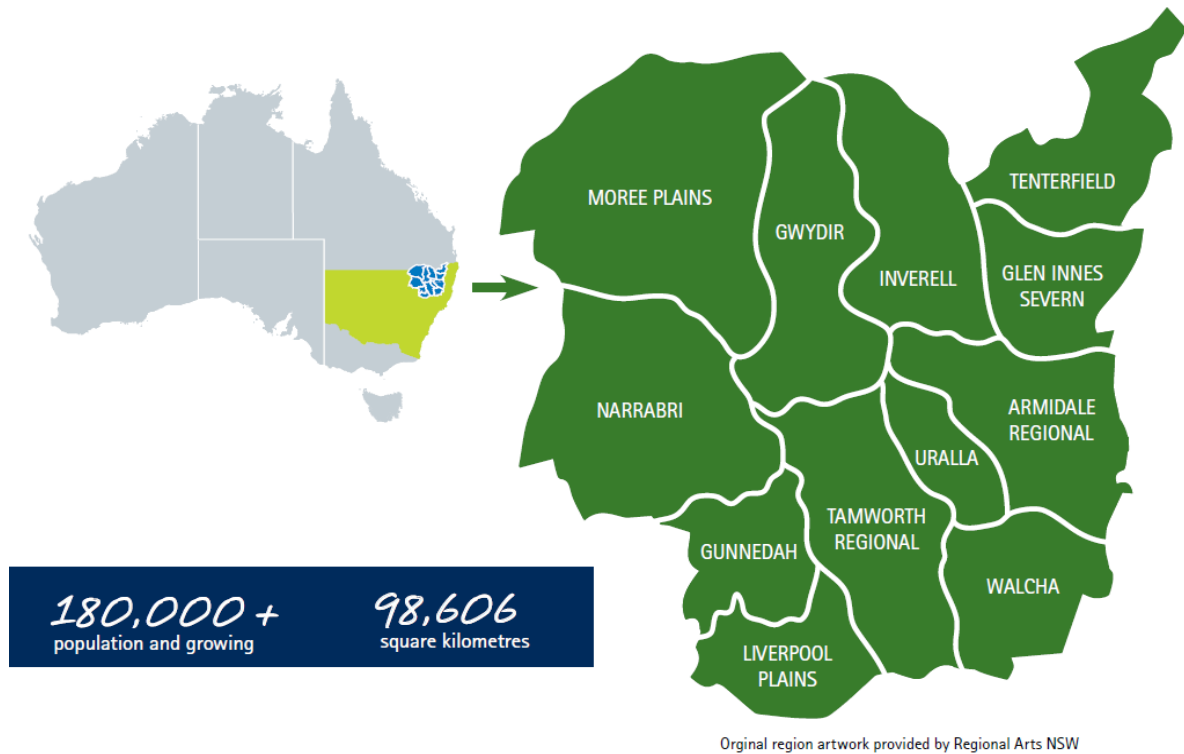 TENTERFIELD
MOREE PLAINS
GWYDIR
INVERELL
GLEN INNES
SEVERN
NARRABRI
ARMIDALE
REGIONAL
URALLA
TAMWORTH
REGIONAL
GUNNEDAH
WALCHA
LIVERPOOL
PLAINS
180,000 +
population and growing
98,606
square kilometres
Orginal region artwork provided by Regional Arts NSW